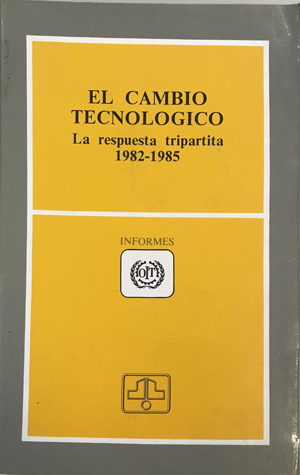 EL CAMBIO
TECNOLOGICO
La respuesta tripartita
1982-1985
INFORMES
OIT